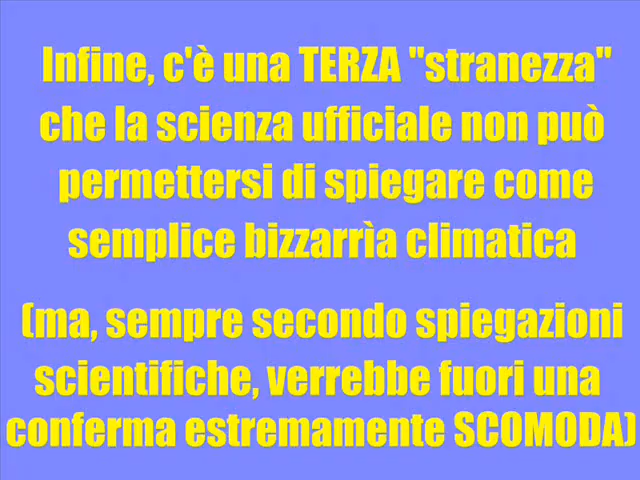 Infine, c'è una TERZA "stranezza"
che la scienza ufficiale non può
permettersi di spiegare come
semplice bizzarrìa climatica
(ma, sempre secondo spiegazioni
scientifiche, verrebbe fuori una
conferma estremamente SCOMODA)